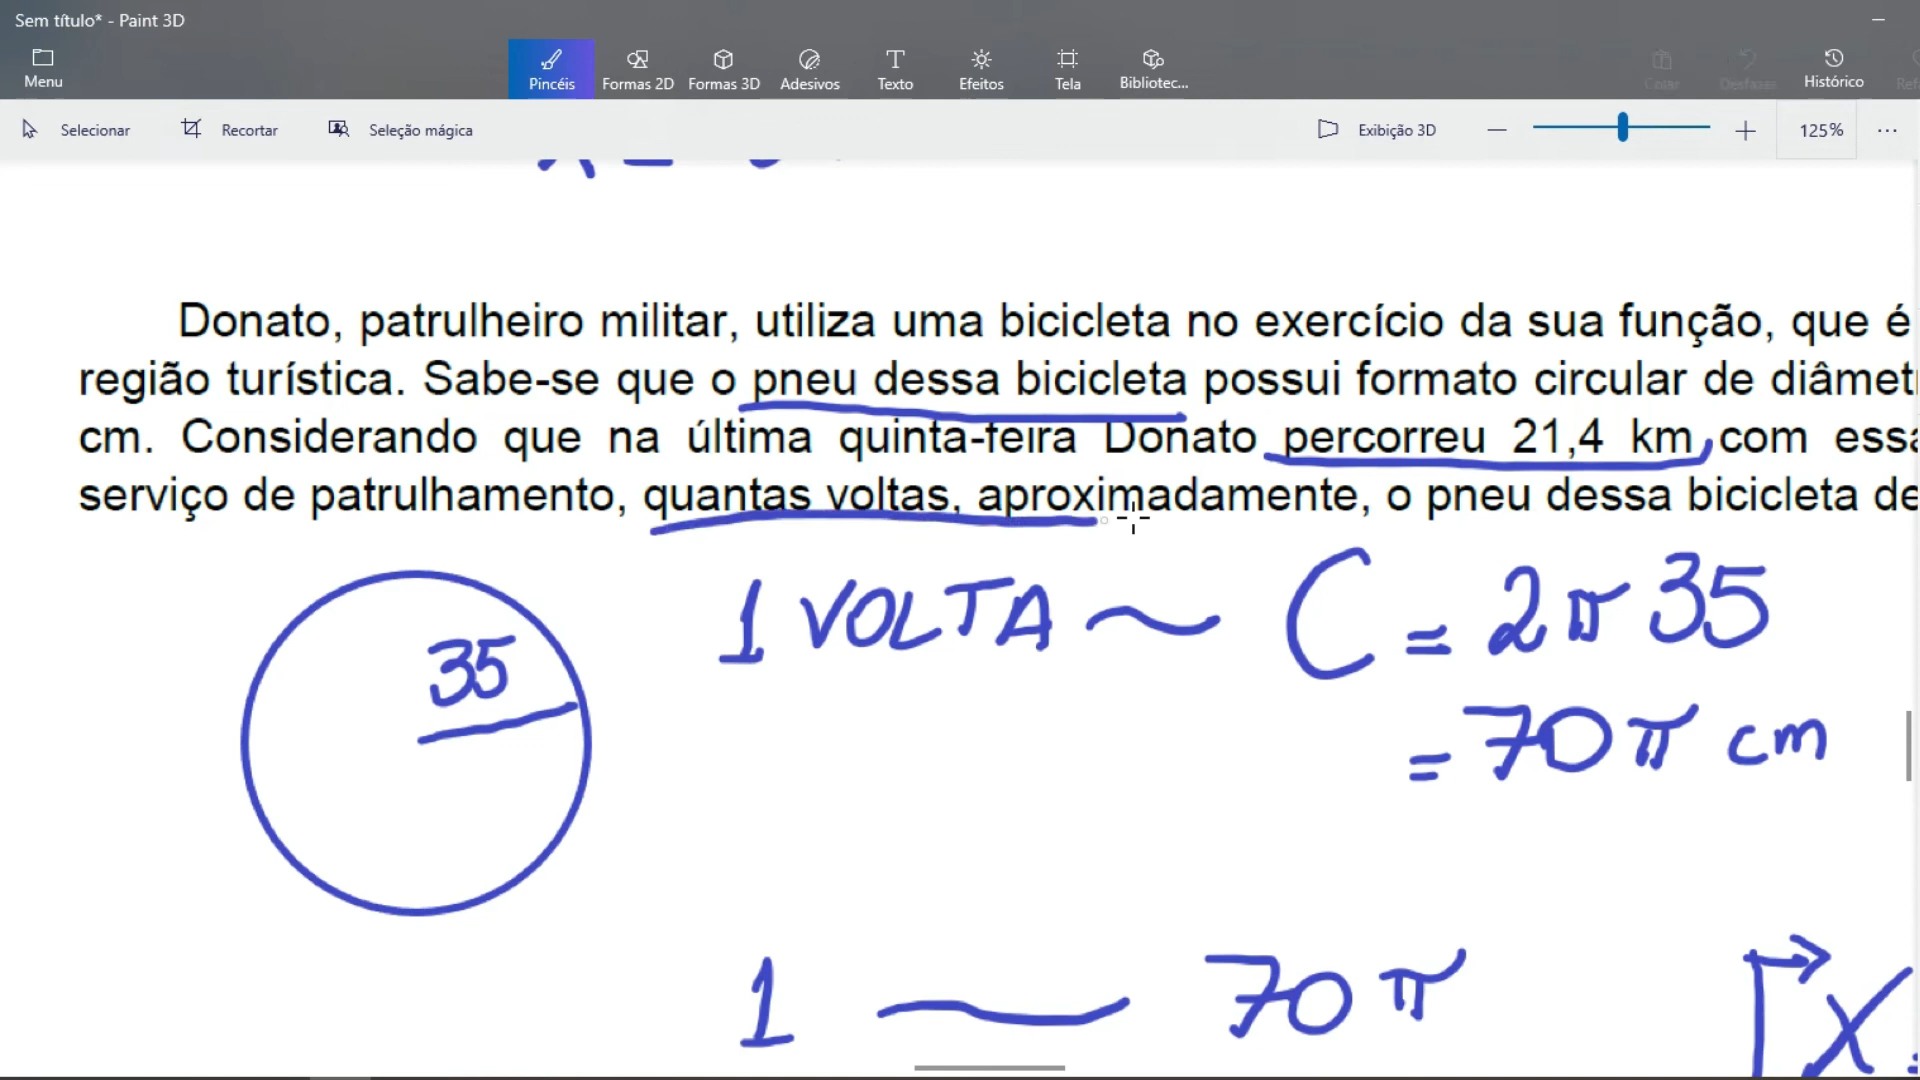 Sem título* - Paint 3D
Menu
Pincéis
Formas 2D
Formas 3D
Adesivos
Texto
Efeitos
Tela
Bibliotec...
Colar
Desfazer
Histórico
Selecionar
Recortar
Seleção mágica
Exibição 3D
125%
Donato, patrulheiro militar, utiliza uma bicicleta no exercício da sua função, que é
região turística. Sabe-se que o pneu dessa bicicleta possui formato circular de
cm. Considerando que na última quinta-feira Donato percorreu 21,4 km com
serviço de patrulhamento, quantas voltas, aproximadamente, o pneu dessa bicicleta
1 VOLTA ~ C = 2π35
35
= 70π cm
1 — 70π
X